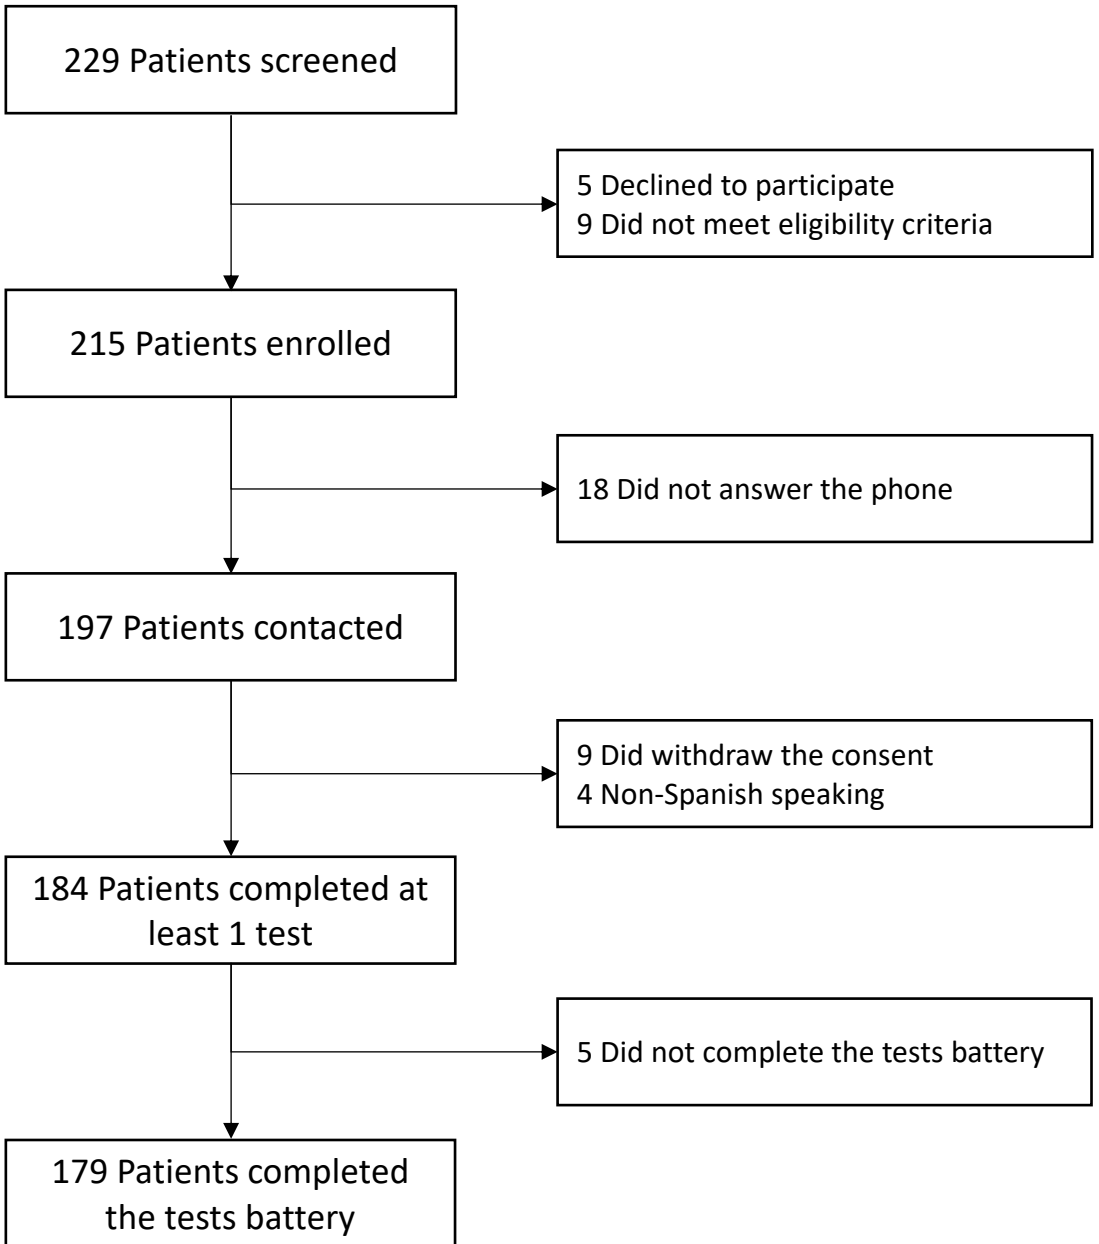 229 Patients screened
5 Declined to participate
9 Did not meet eligibility criteria
215 Patients enrolled
18 Did not answer the phone
197 Patients contacted
9 Did withdraw the consent
4 Non-Spanish speaking
184 Patients completed at
least 1 test
5 Did not complete the tests battery
179 Patients completed
the tests battery